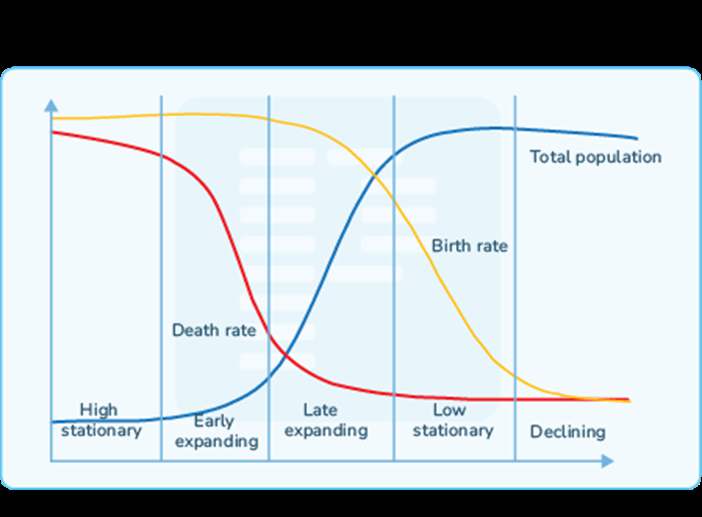 Total population
Birth rate
Death rate
High
stationary
Early
expanding
Late
expanding
Low
stationary
Declining